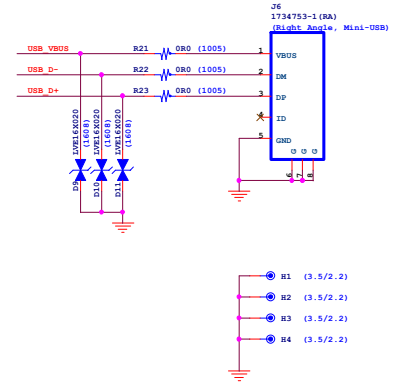 J6
1734753-1(RA)
(Right Angle, Mini-USB)
USB_VBUS R21 0R0 (1005) 1 VBUS
USB_D- R22 0R0 (1005) 2 DM
USB_D+ R23 0R0 (1005) 3 DP
4 ID
5 GND
G G G
6 7 8
LVE16X020
(1608)
D9
LVE16X020
(1608)
D10
LVE16X020
(1608)
D11
H1 (3.5/2.2)
H2 (3.5/2.2)
H3 (3.5/2.2)
H4 (3.5/2.2)